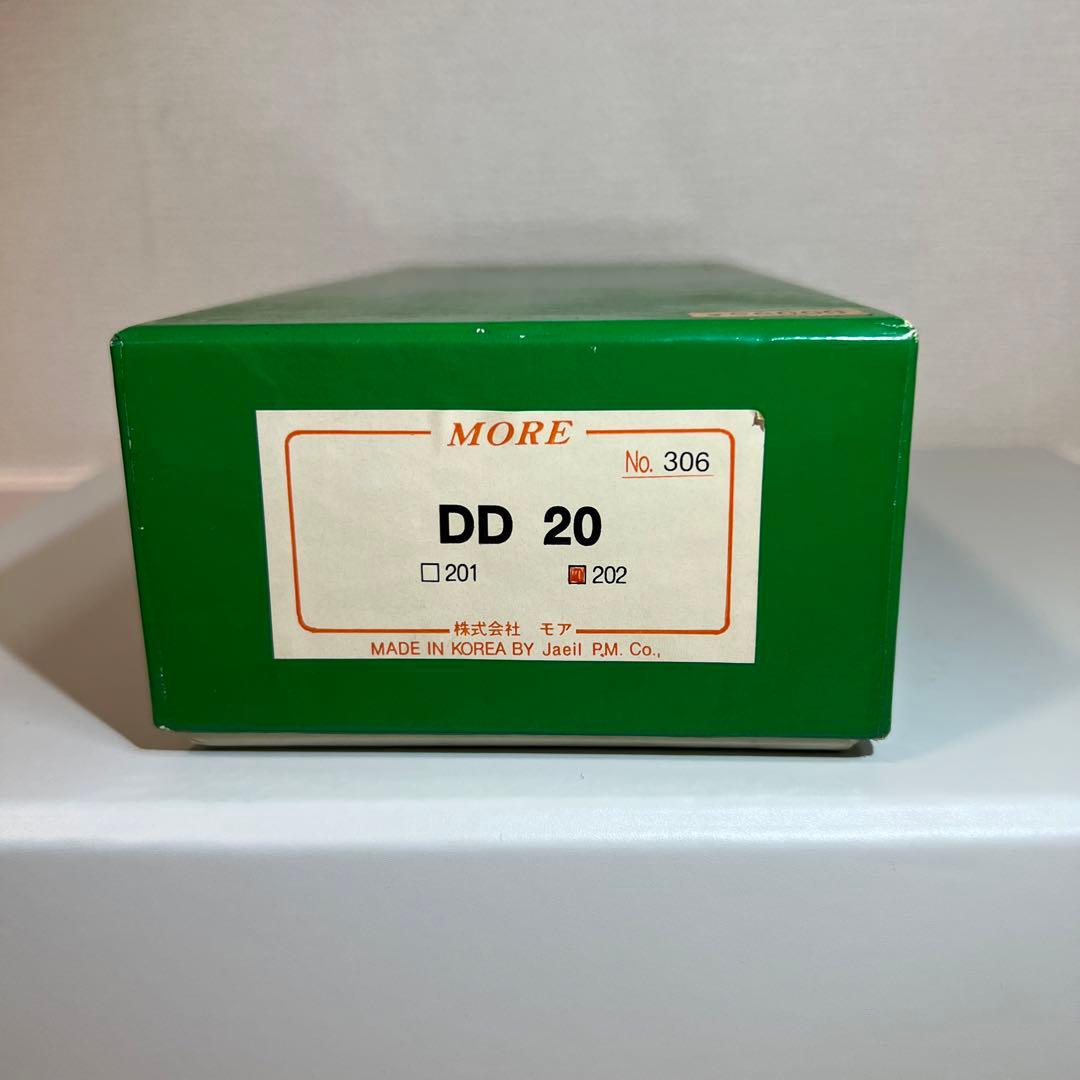 MORE
No. 306
DD 20
201 202
株式会社 モア
MADE IN KOREA BY Jaeil P.M. Co.,